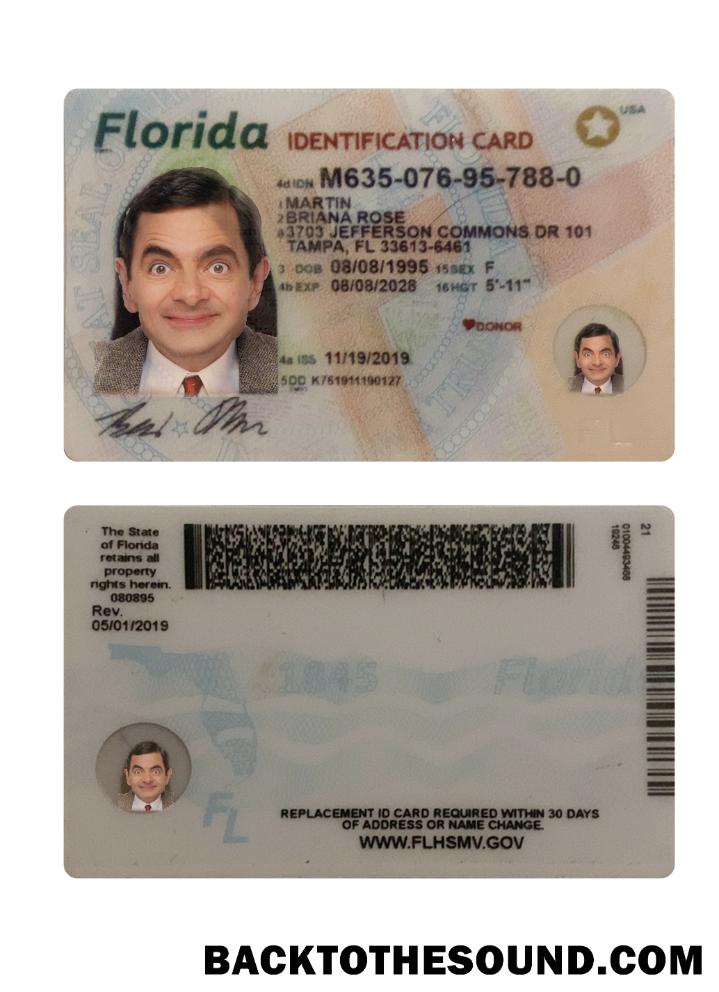 Florida IDENTIFICATION CARD USA
4d IDN M635-076-95-788-0
1 MARTIN
2 BRIANA ROSE
8 3703 JEFFERSON COMMONS DR 101
TAMPA, FL 33613-6461
3 DOB 08/08/1995 15 SEX F
4b EXP 08/08/2028 16 HGT 5'-11"
DONOR
4a ISS 11/19/2019
5 DD K761911190127
FL
The State
of Florida
retains all
property
rights herein.
080895
Rev.
05/01/2019
21
1845
Florid
FL
REPLACEMENT ID CARD REQUIRED WITHIN 30 DAYS
OF ADDRESS OR NAME CHANGE.
WWW.FLHSMV.GOV
BACKTOTHESOUND.COM